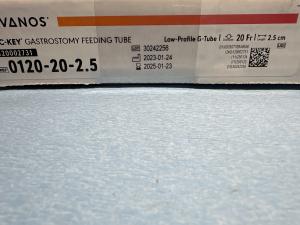 VANOS
C-KEY* GASTROSTOMY FEEDING TUBE
Low-Profile G-Tube 20 Fr 2.5 cm
0120-20-2.5
30242256
2023-01-24
2025-01-23